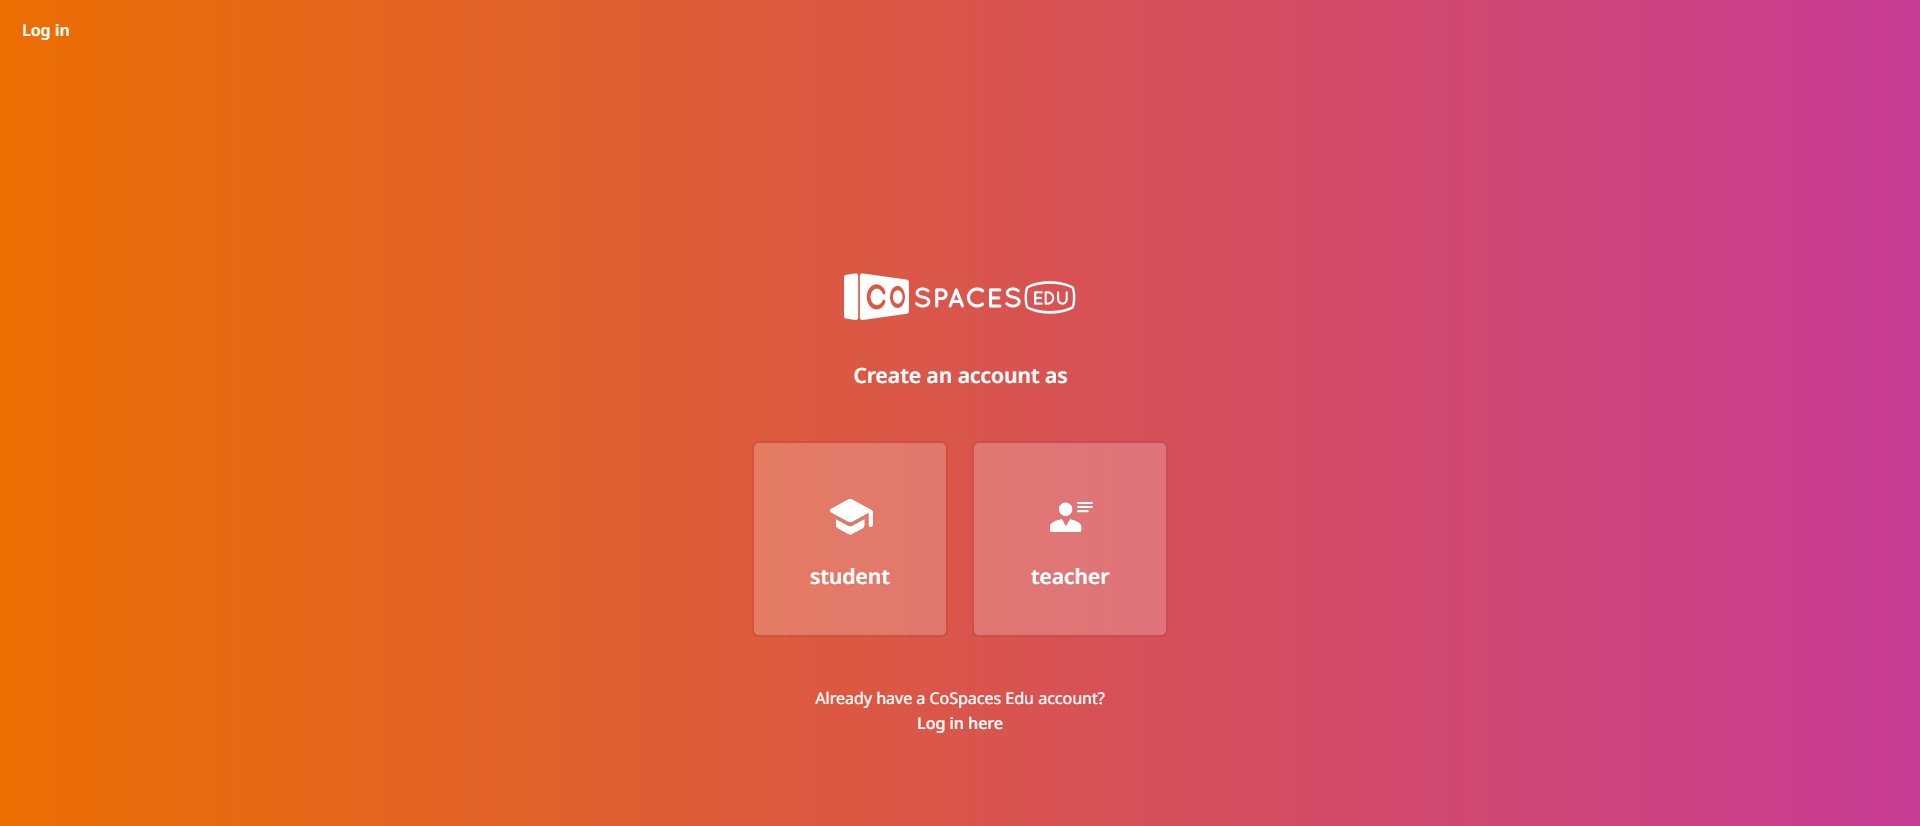 Log in
CO SPACES EDU
Create an account as
student
teacher
Already have a CoSpaces Edu account?
Log in here